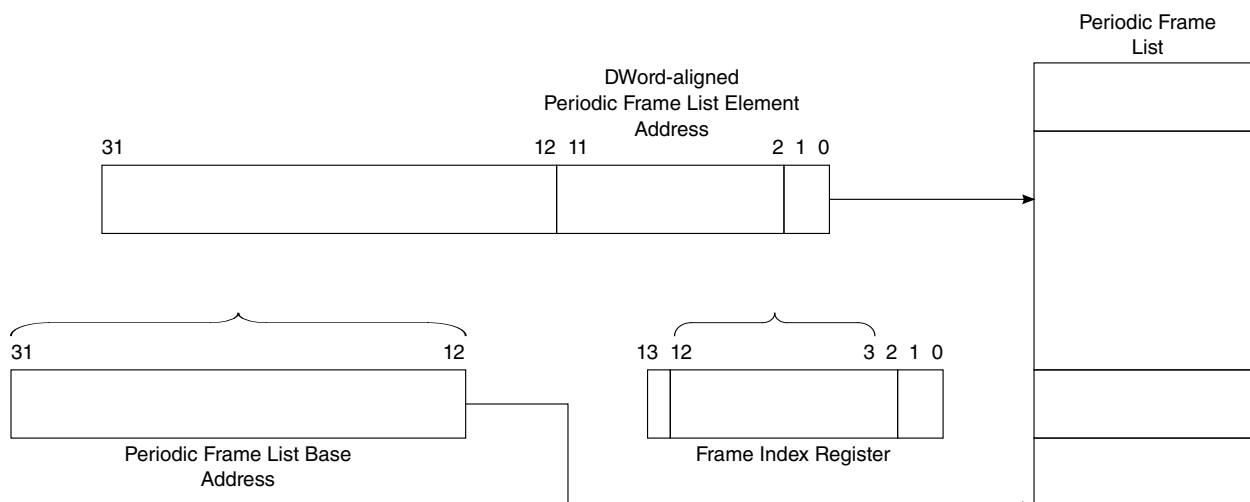 Periodic Frame
List
DWord-aligned
Periodic Frame List Element
Address
31 12 11 2 1 0
31 12 13 12 3 2 1 0
Periodic Frame List Base
Address
Frame Index Register